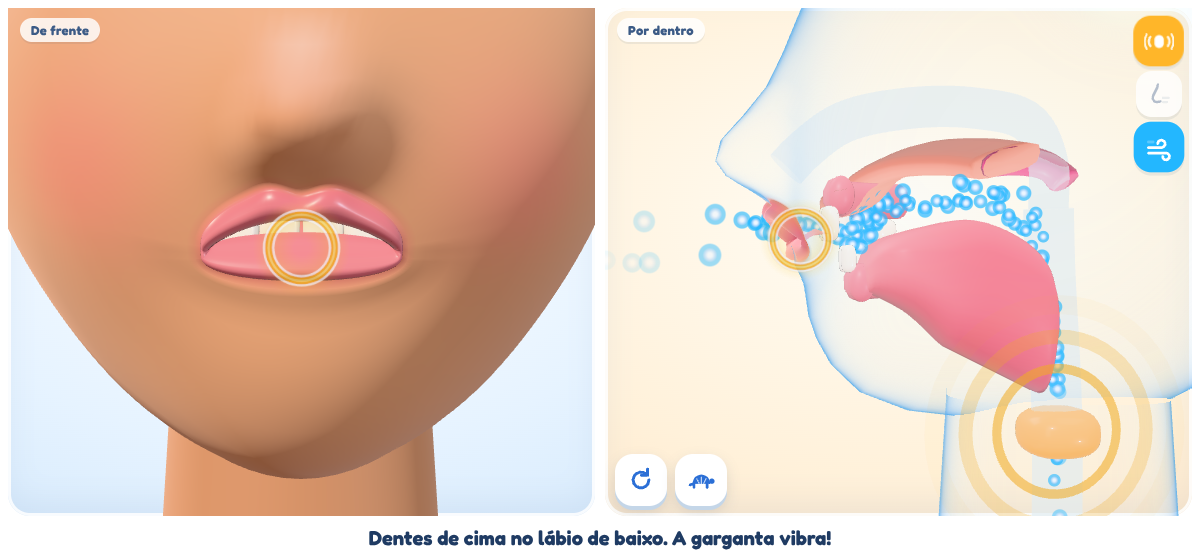 De frente
Por dentro
Dentes de cima no lábio de baixo. A garganta vibra!